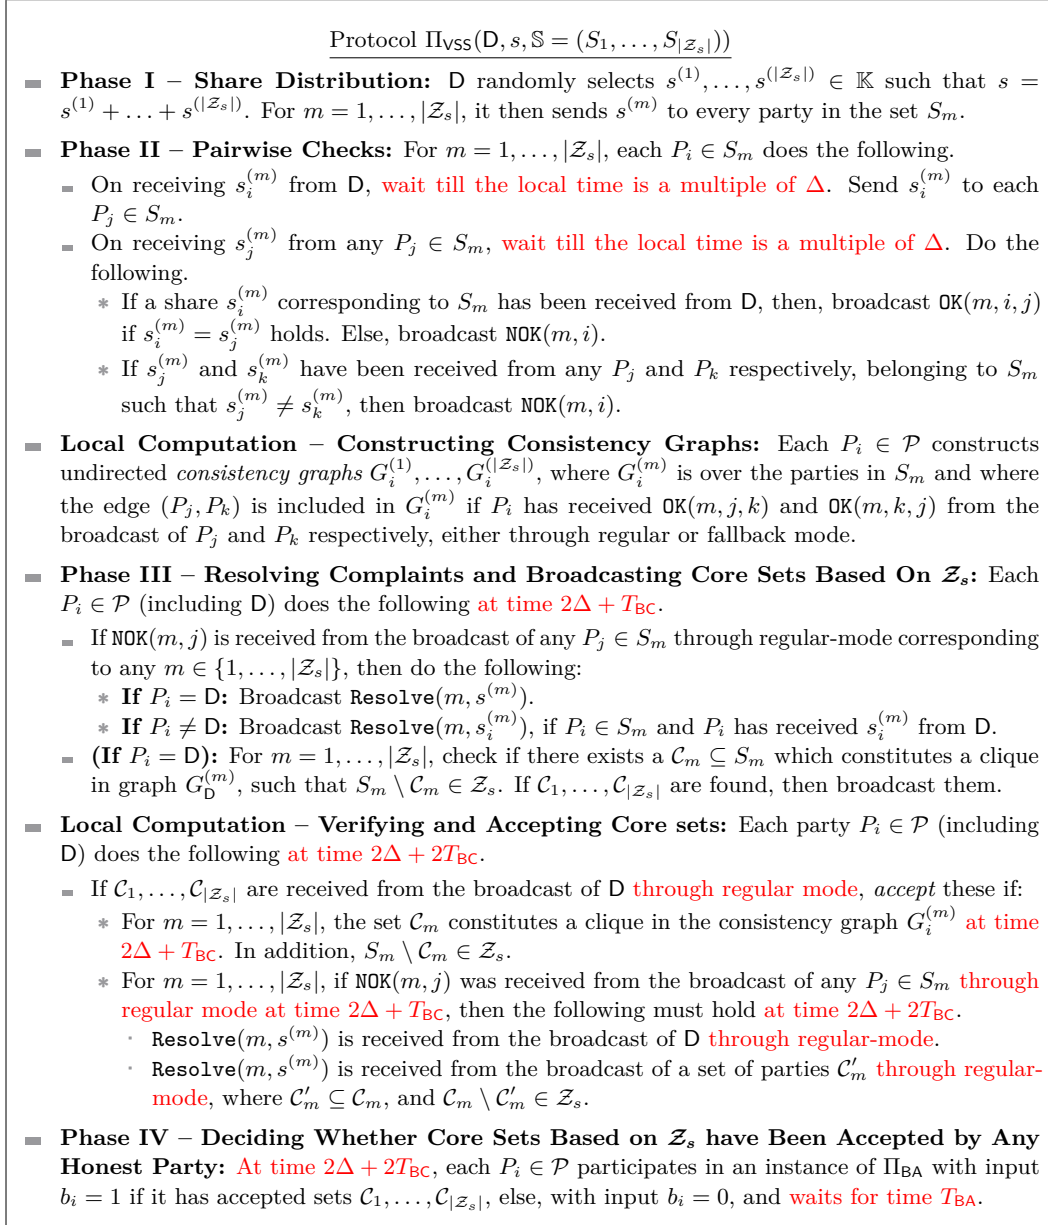 Protocol Π_VSS(D, s, 𝕊 = (S_1, . . . , S_|𝒵_s|))
Phase I – Share Distribution: D randomly selects s^(1), . . . , s^(|𝒵_s|) ∈ 𝕂 such that s =
s^(1) + . . . + s^(|𝒵_s|). For m = 1, . . . , |𝒵_s|, it then sends s^(m) to every party in the set S_m.
Phase II – Pairwise Checks: For m = 1, . . . , |𝒵_s|, each P_i ∈ S_m does the following.
On receiving s_i^(m) from D, wait till the local time is a multiple of Δ. Send s_i^(m) to each
P_j ∈ S_m.
On receiving s_j^(m) from any P_j ∈ S_m, wait till the local time is a multiple of Δ. Do the
following.
∗ If a share s_i^(m) corresponding to S_m has been received from D, then, broadcast OK(m, i, j)
if s_i^(m) = s_j^(m) holds. Else, broadcast NOK(m, i).
∗ If s_j^(m) and s_k^(m) have been received from any P_j and P_k respectively, belonging to S_m
such that s_j^(m) ≠ s_k^(m), then broadcast NOK(m, i).
Local Computation – Constructing Consistency Graphs: Each P_i ∈ 𝒫 constructs
undirected consistency graphs G_i^(1), . . . , G_i^(|𝒵_s|), where G_i^(m) is over the parties in S_m and where
the edge (P_j, P_k) is included in G_i^(m) if P_i has received OK(m, j, k) and OK(m, k, j) from the
broadcast of P_j and P_k respectively, either through regular or fallback mode.
Phase III – Resolving Complaints and Broadcasting Core Sets Based On 𝒵_s: Each
P_i ∈ 𝒫 (including D) does the following at time 2Δ + T_BC.
If NOK(m, j) is received from the broadcast of any P_j ∈ S_m through regular-mode corresponding
to any m ∈ {1, . . . , |𝒵_s|}, then do the following:
∗ If P_i = D: Broadcast Resolve(m, s^(m)).
∗ If P_i ≠ D: Broadcast Resolve(m, s_i^(m)), if P_i ∈ S_m and P_i has received s_i^(m) from D.
(If P_i = D): For m = 1, . . . , |𝒵_s|, check if there exists a 𝒞_m ⊆ S_m which constitutes a clique
in graph G_D^(m), such that S_m \ 𝒞_m ∈ 𝒵_s. If 𝒞_1, . . . , 𝒞_|𝒵_s| are found, then broadcast them.
Local Computation – Verifying and Accepting Core sets: Each party P_i ∈ 𝒫 (including
D) does the following at time 2Δ + 2T_BC.
If 𝒞_1, . . . , 𝒞_|𝒵_s| are received from the broadcast of D through regular mode, accept these if:
∗ For m = 1, . . . , |𝒵_s|, the set 𝒞_m constitutes a clique in the consistency graph G_i^(m) at time
2Δ + T_BC. In addition, S_m \ 𝒞_m ∈ 𝒵_s.
∗ For m = 1, . . . , |𝒵_s|, if NOK(m, j) was received from the broadcast of any P_j ∈ S_m through
regular mode at time 2Δ + T_BC, then the following must hold at time 2Δ + 2T_BC.
· Resolve(m, s^(m)) is received from the broadcast of D through regular-mode.
· Resolve(m, s^(m)) is received from the broadcast of a set of parties 𝒞′_m through regular-
mode, where 𝒞′_m ⊆ 𝒞_m, and 𝒞_m \ 𝒞′_m ∈ 𝒵_s.
Phase IV – Deciding Whether Core Sets Based on 𝒵_s have Been Accepted by Any
Honest Party: At time 2Δ + 2T_BC, each P_i ∈ 𝒫 participates in an instance of Π_BA with input
b_i = 1 if it has accepted sets 𝒞_1, . . . , 𝒞_|𝒵_s|, else, with input b_i = 0, and waits for time T_BA.